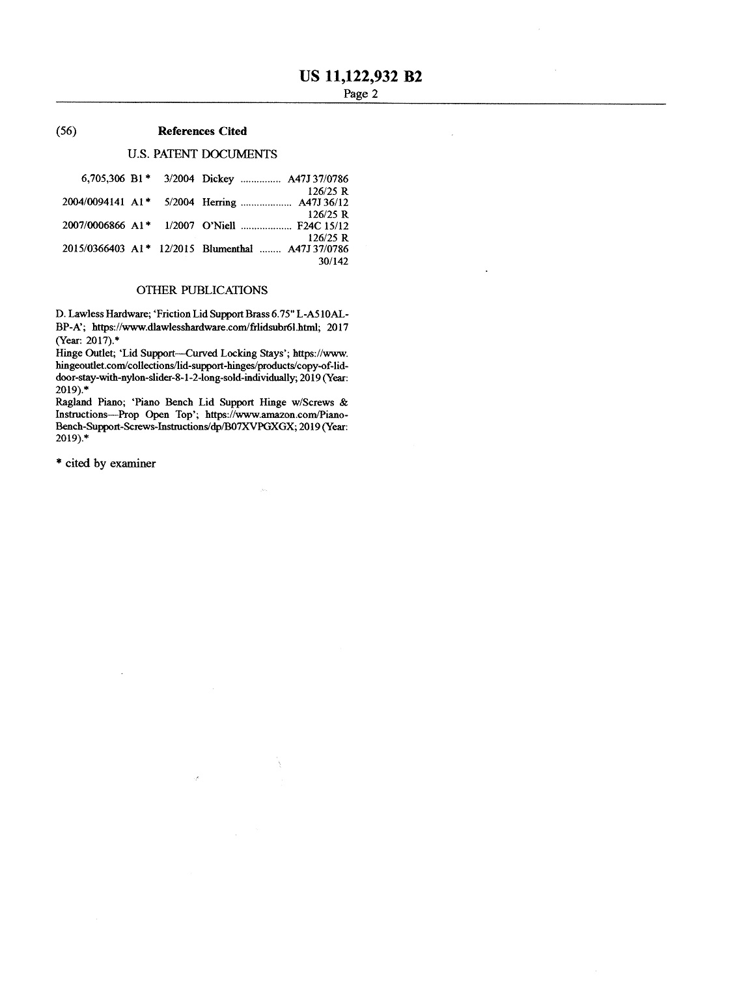 US 11,122,932 B2
Page 2
(56) References Cited
U.S. PATENT DOCUMENTS
6,705,306 B1 * 3/2004 Dickey ............... A47J 37/0786
126/25 R
2004/0094141 A1 * 5/2004 Herring ................... A47J 36/12
126/25 R
2007/0006866 A1 * 1/2007 O'Niell ................... F24C 15/12
126/25 R
2015/0366403 A1 * 12/2015 Blumenthal ........ A47J 37/0786
30/142
OTHER PUBLICATIONS
D. Lawless Hardware; ‘Friction Lid Support Brass 6.75" L-A510AL-
BP-A’; https://www.dlawlesshardware.com/frlidsubr61.html; 2017
(Year: 2017).*
Hinge Outlet; ‘Lid Support—Curved Locking Stays’; https://www.
hingeoutlet.com/collections/lid-support-hinges/products/copy-of-lid-
door-stay-with-nylon-slider-8-1-2-long-sold-individually; 2019 (Year:
2019).*
Ragland Piano; ‘Piano Bench Lid Support Hinge w/Screws &
Instructions—Prop Open Top’; https://www.amazon.com/Piano-
Bench-Support-Screws-Instructions/dp/B07XVPGXGX; 2019 (Year:
2019).*
* cited by examiner